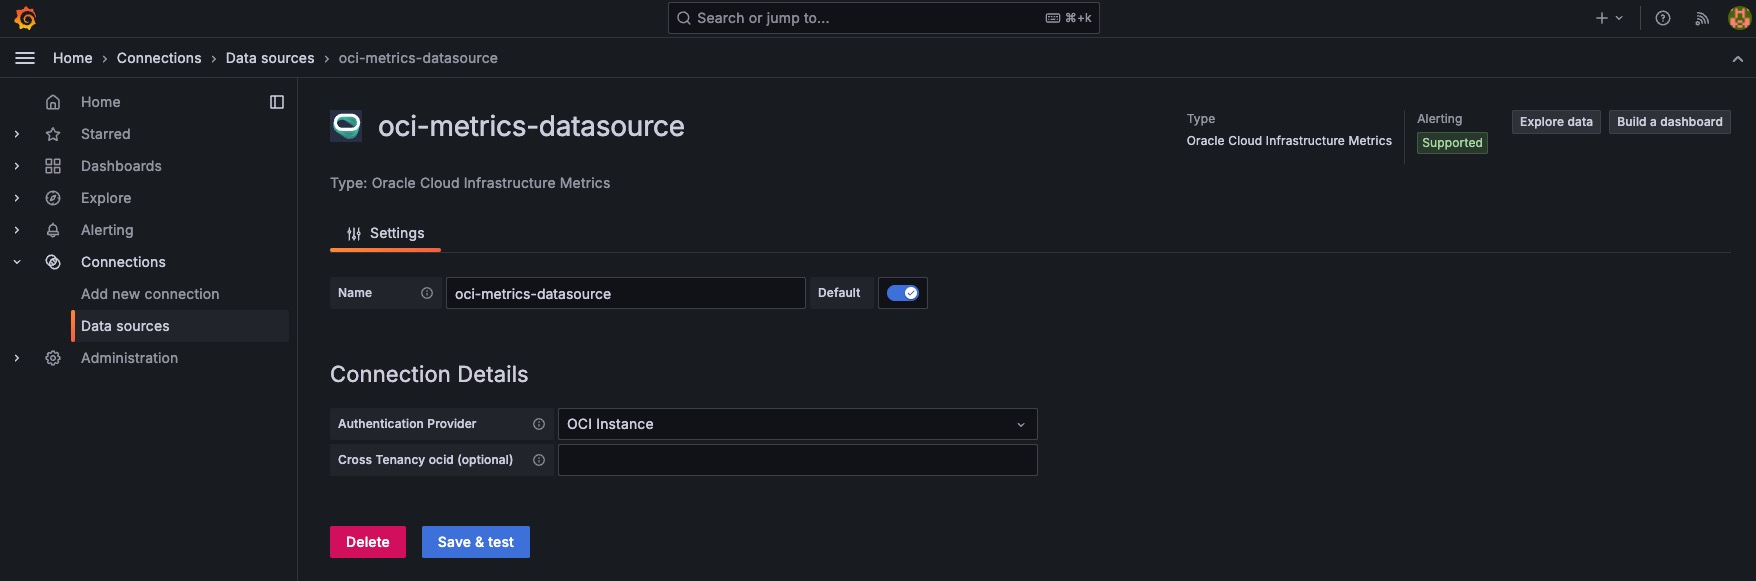 Search or jump to... ⌘+k
Home › Connections › Data sources › oci-metrics-datasource
Home
Starred
Dashboards
Explore
Alerting
Connections
Add new connection
Data sources
Administration
oci-metrics-datasource
Type
Oracle Cloud Infrastructure Metrics
Alerting
Supported
Explore data
Build a dashboard
Type: Oracle Cloud Infrastructure Metrics
Settings
Name
oci-metrics-datasource
Default
Connection Details
Authentication Provider
OCI Instance
Cross Tenancy ocid (optional)
Delete
Save & test